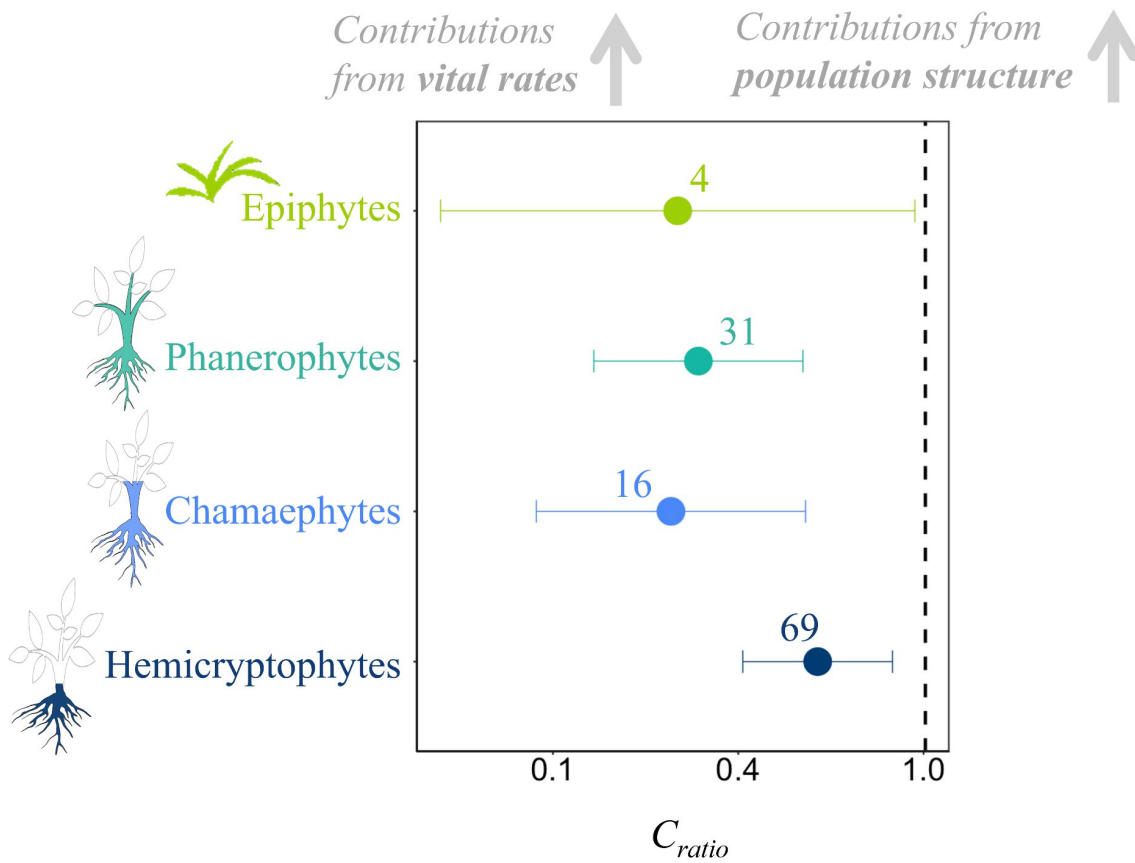 Contributions
from vital rates
Contributions from
population structure
4
Epiphytes
31
Phanerophytes
16
Chamaephytes
69
Hemicryptophytes
0.1 0.4 1.0
C_ratio